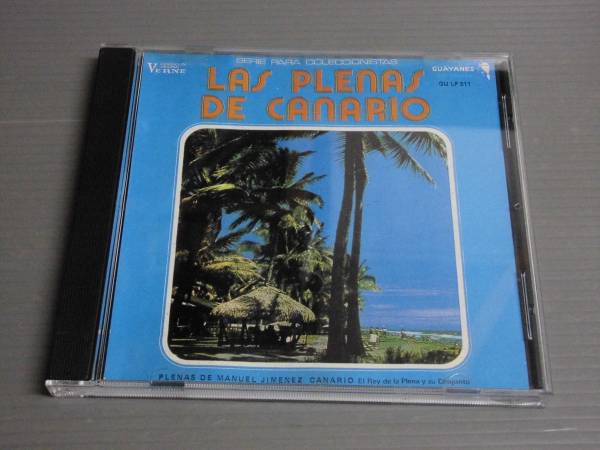 SERIE PARA COLECCIONISTAS
VERNE
GUAYANES
GU LP 511
LAS PLENAS
DE CANARIO
PLENAS DE MANUEL JIMENEZ CANARIO El Rey de la Plena y su Conjunto